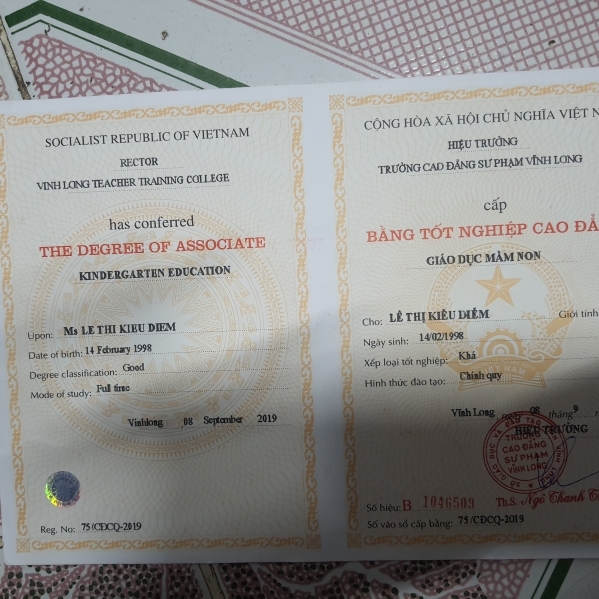 SOCIALIST REPUBLIC OF VIETNAM
RECTOR
VINH LONG TEACHER TRAINING COLLEGE
has conferred
THE DEGREE OF ASSOCIATE
KINDERGARTEN EDUCATION
Upon: Ms LE THI KIEU DIEM
Date of birth: 14 February 1998
Degree classification: Good
Mode of study: Full time
Vinhlong 08 September 2019
Reg. No: 75/CĐCQ-2019
CỘNG HÒA XÃ HỘI CHỦ NGHĨA VIỆT N
HIỆU TRƯỞNG
TRƯỜNG CAO ĐẲNG SƯ PHẠM VĨNH LONG
cấp
BẰNG TỐT NGHIỆP CAO ĐẲ
GIÁO DỤC MẦM NON
Cho: LÊ THỊ KIỀU DIỄM Giới tính
Ngày sinh: 14/02/1998
Xếp loại tốt nghiệp: Khá
Hình thức đào tạo: Chính quy
Vĩnh Long ngày 08 tháng 9
HIỆU TRƯỞNG
TRƯỜNG
CAO ĐẲNG
SƯ PHẠM
VĨNH LONG
Số hiệu: B 1046509 Th.S. Ngô Thanh
Số vào sổ cấp bằng: 75/CĐCQ-2019